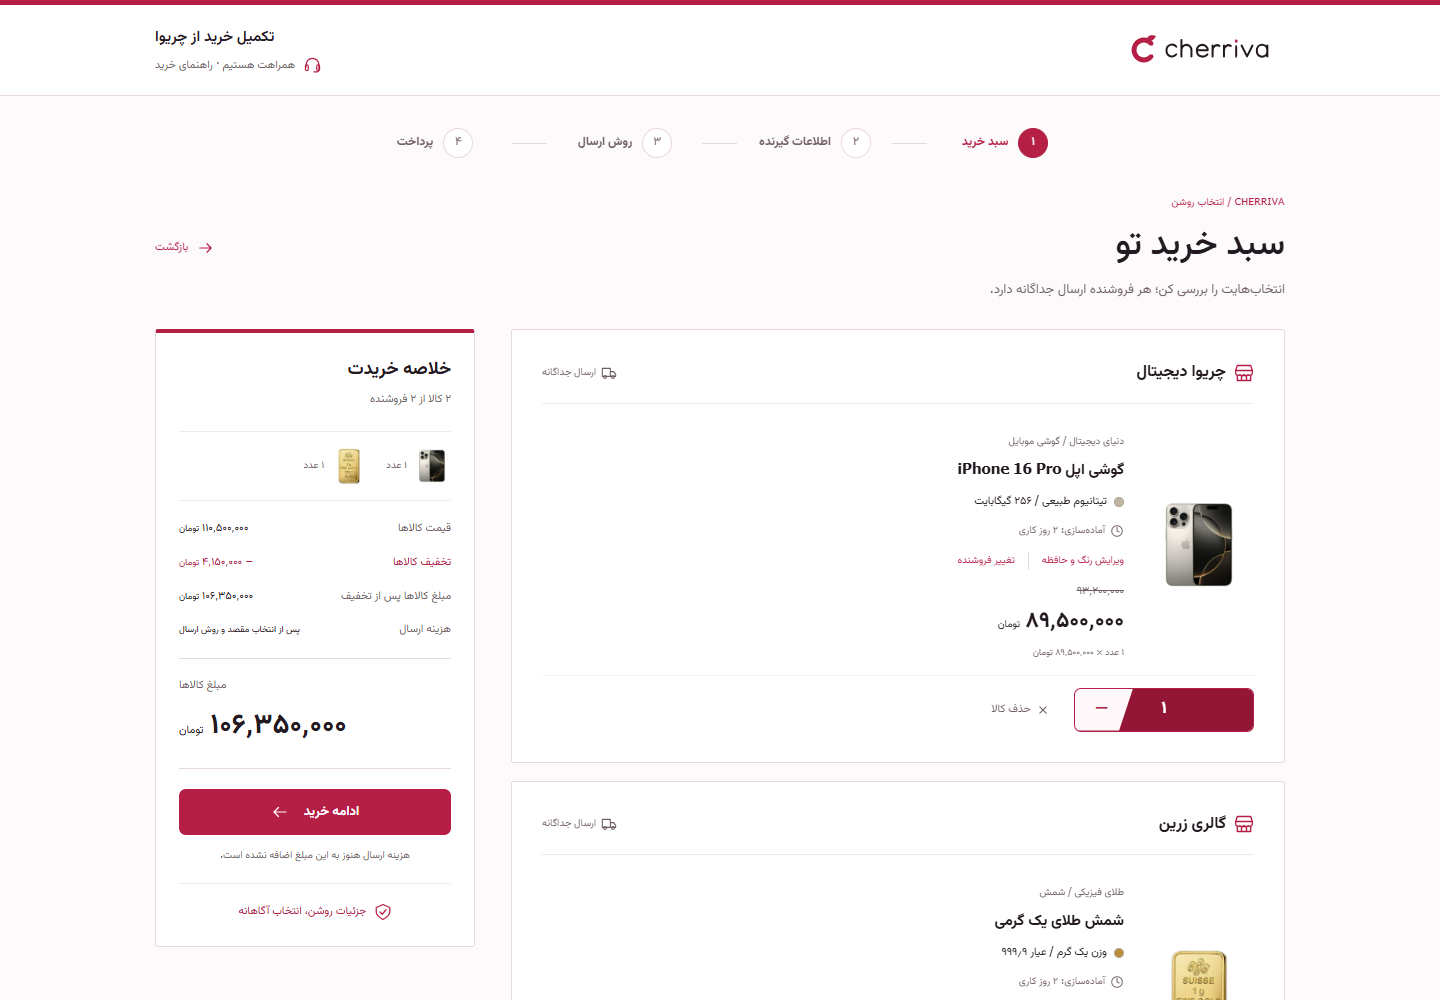 cherriva
تکمیل خرید از چریوا
همراهت هستیم · راهنمای خرید
۱ سبد خرید
۲ اطلاعات گیرنده
۳ روش ارسال
۴ پرداخت
CHERRIVA / انتخاب روشن
سبد خرید تو
بازگشت
انتخاب‌هایت را بررسی کن؛ هر فروشنده ارسال جداگانه دارد.
چریوا دیجیتال
ارسال جداگانه
دنیای دیجیتال / گوشی موبایل
گوشی اپل iPhone 16 Pro
تیتانیوم طبیعی / ۲۵۶ گیگابایت
آماده‌سازی: ۲ روز کاری
ویرایش رنگ و حافظه
تغییر فروشنده
۹۳,۲۰۰,۰۰۰
۸۹,۵۰۰,۰۰۰ تومان
۱ عدد × ۸۹,۵۰۰,۰۰۰ تومان
۱ −
حذف کالا
گالری زرین
ارسال جداگانه
طلای فیزیکی / شمش
شمش طلای یک گرمی
وزن یک گرم / عیار ۹۹۹٫۹
آماده‌سازی: ۲ روز کاری
SUISSE
1 g
خلاصه خریدت
۲ کالا از ۲ فروشنده
۱ عدد
۱ عدد
قیمت کالاها ۱۱۰,۵۰۰,۰۰۰ تومان
تخفیف کالاها − ۴,۱۵۰,۰۰۰ تومان
مبلغ کالاها پس از تخفیف ۱۰۶,۳۵۰,۰۰۰ تومان
هزینه ارسال پس از انتخاب مقصد و روش ارسال
مبلغ کالاها
۱۰۶,۳۵۰,۰۰۰ تومان
ادامه خرید
هزینه ارسال هنوز به این مبلغ اضافه نشده است.
جزئیات روشن، انتخاب آگاهانه